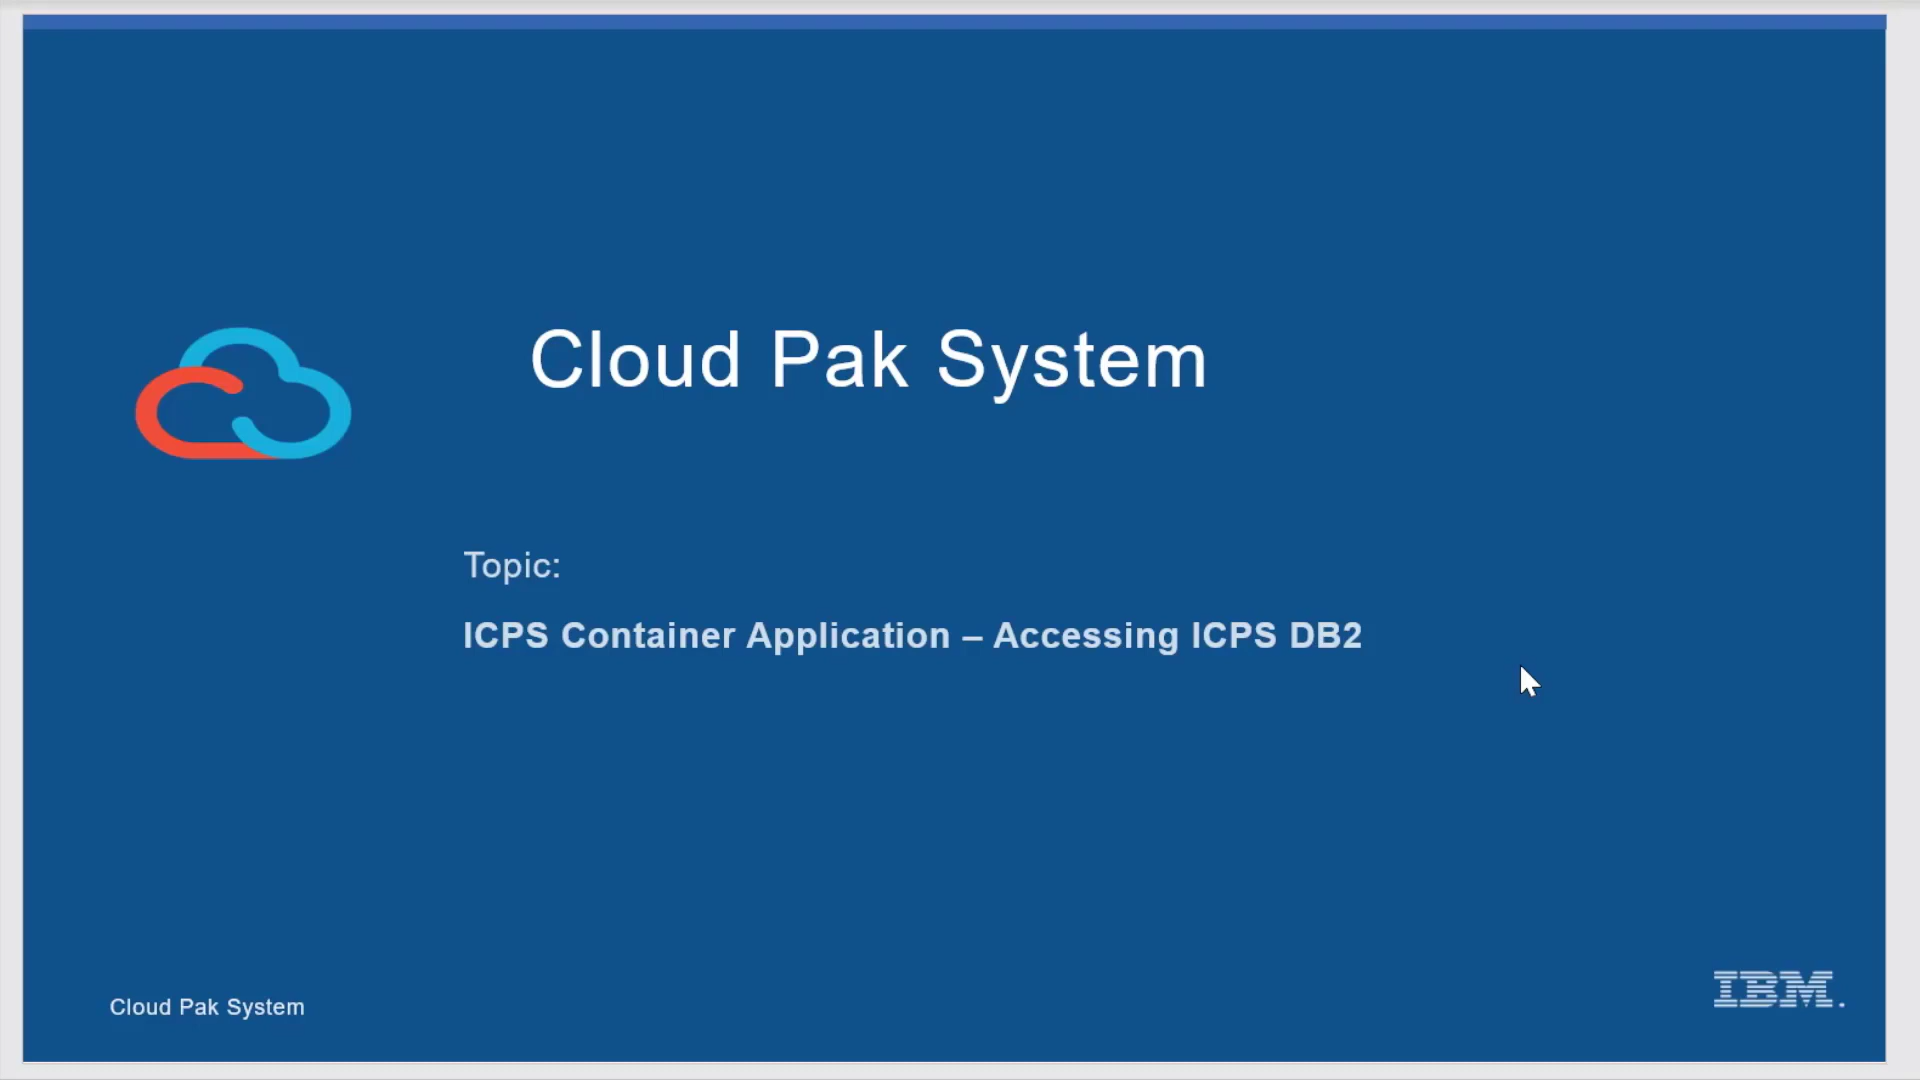 Cloud Pak System
Topic:
ICPS Container Application – Accessing ICPS DB2
Cloud Pak System
IBM.